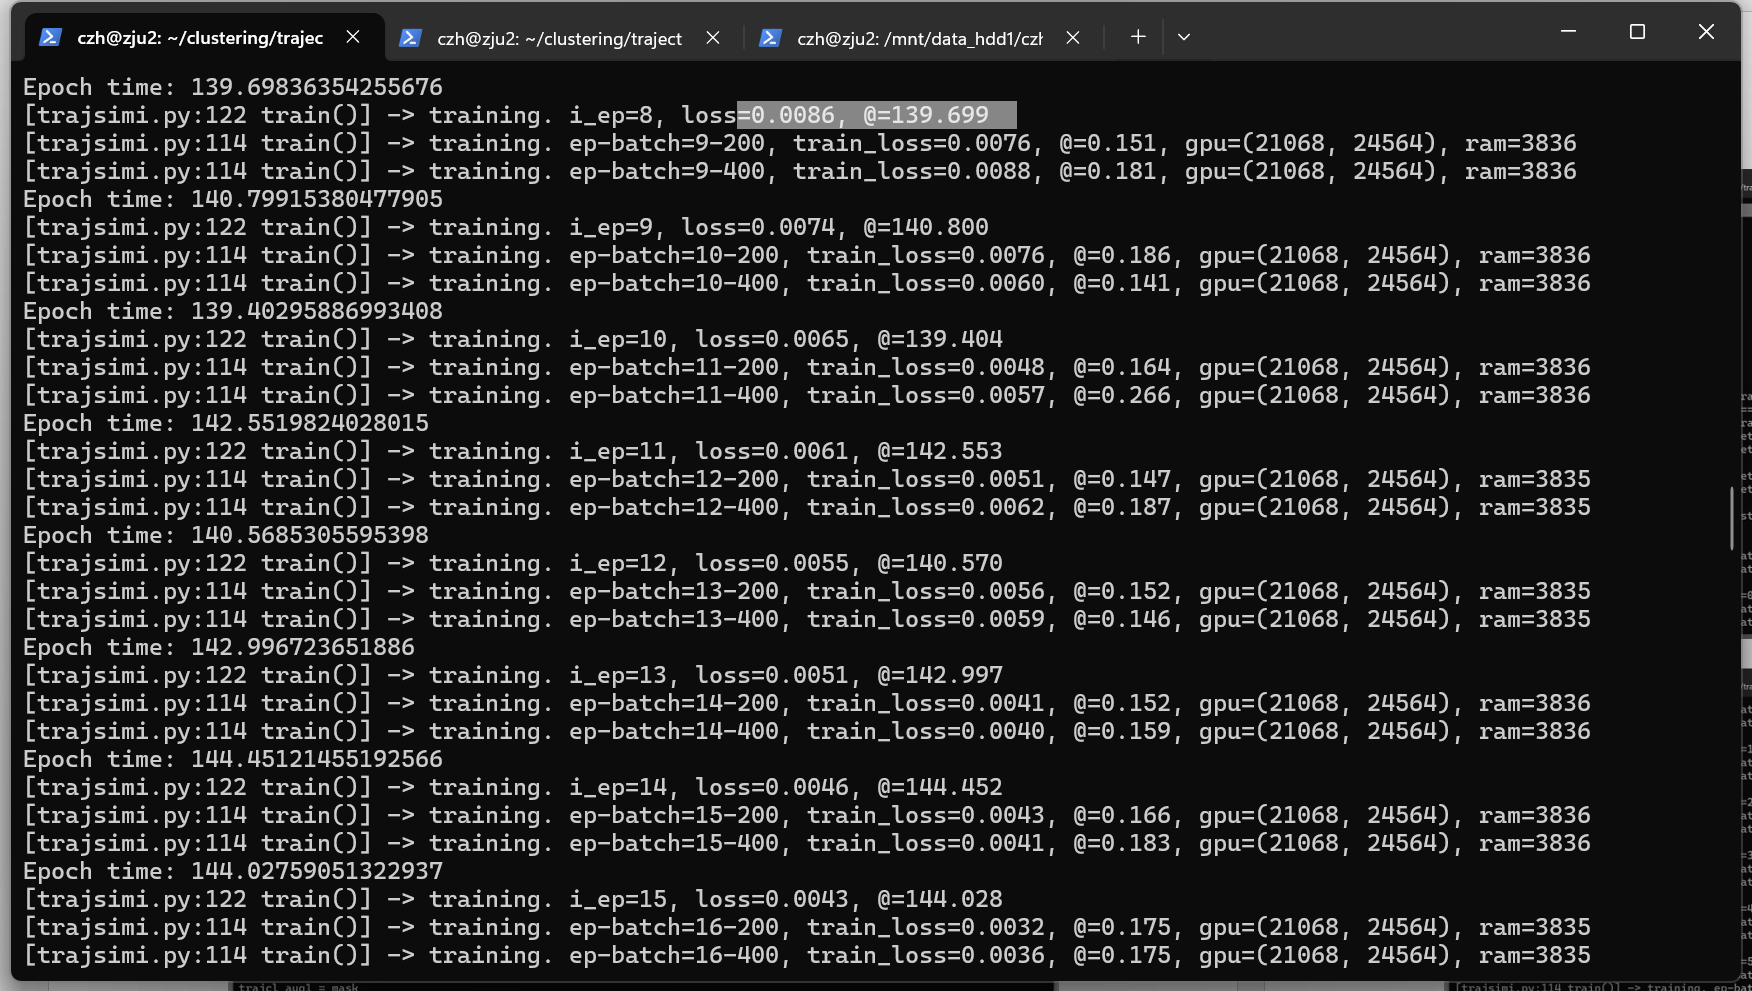 czh@zju2: ~/clustering/trajec
czh@zju2: ~/clustering/traject
czh@zju2: /mnt/data_hdd1/czh
Epoch time: 139.69836354255676
[trajsimi.py:122 train()] -> training. i_ep=8, loss=0.0086, @=139.699
[trajsimi.py:114 train()] -> training. ep-batch=9-200, train_loss=0.0076, @=0.151, gpu=(21068, 24564), ram=3836
[trajsimi.py:114 train()] -> training. ep-batch=9-400, train_loss=0.0088, @=0.181, gpu=(21068, 24564), ram=3836
Epoch time: 140.79915380477905
[trajsimi.py:122 train()] -> training. i_ep=9, loss=0.0074, @=140.800
[trajsimi.py:114 train()] -> training. ep-batch=10-200, train_loss=0.0076, @=0.186, gpu=(21068, 24564), ram=3836
[trajsimi.py:114 train()] -> training. ep-batch=10-400, train_loss=0.0060, @=0.141, gpu=(21068, 24564), ram=3836
Epoch time: 139.40295886993408
[trajsimi.py:122 train()] -> training. i_ep=10, loss=0.0065, @=139.404
[trajsimi.py:114 train()] -> training. ep-batch=11-200, train_loss=0.0048, @=0.164, gpu=(21068, 24564), ram=3836
[trajsimi.py:114 train()] -> training. ep-batch=11-400, train_loss=0.0057, @=0.266, gpu=(21068, 24564), ram=3836
Epoch time: 142.5519824028015
[trajsimi.py:122 train()] -> training. i_ep=11, loss=0.0061, @=142.553
[trajsimi.py:114 train()] -> training. ep-batch=12-200, train_loss=0.0051, @=0.147, gpu=(21068, 24564), ram=3835
[trajsimi.py:114 train()] -> training. ep-batch=12-400, train_loss=0.0062, @=0.187, gpu=(21068, 24564), ram=3835
Epoch time: 140.5685305595398
[trajsimi.py:122 train()] -> training. i_ep=12, loss=0.0055, @=140.570
[trajsimi.py:114 train()] -> training. ep-batch=13-200, train_loss=0.0056, @=0.152, gpu=(21068, 24564), ram=3835
[trajsimi.py:114 train()] -> training. ep-batch=13-400, train_loss=0.0059, @=0.146, gpu=(21068, 24564), ram=3835
Epoch time: 142.996723651886
[trajsimi.py:122 train()] -> training. i_ep=13, loss=0.0051, @=142.997
[trajsimi.py:114 train()] -> training. ep-batch=14-200, train_loss=0.0041, @=0.152, gpu=(21068, 24564), ram=3836
[trajsimi.py:114 train()] -> training. ep-batch=14-400, train_loss=0.0040, @=0.159, gpu=(21068, 24564), ram=3836
Epoch time: 144.45121455192566
[trajsimi.py:122 train()] -> training. i_ep=14, loss=0.0046, @=144.452
[trajsimi.py:114 train()] -> training. ep-batch=15-200, train_loss=0.0043, @=0.166, gpu=(21068, 24564), ram=3836
[trajsimi.py:114 train()] -> training. ep-batch=15-400, train_loss=0.0041, @=0.183, gpu=(21068, 24564), ram=3836
Epoch time: 144.02759051322937
[trajsimi.py:122 train()] -> training. i_ep=15, loss=0.0043, @=144.028
[trajsimi.py:114 train()] -> training. ep-batch=16-200, train_loss=0.0032, @=0.175, gpu=(21068, 24564), ram=3835
[trajsimi.py:114 train()] -> training. ep-batch=16-400, train_loss=0.0036, @=0.175, gpu=(21068, 24564), ram=3835